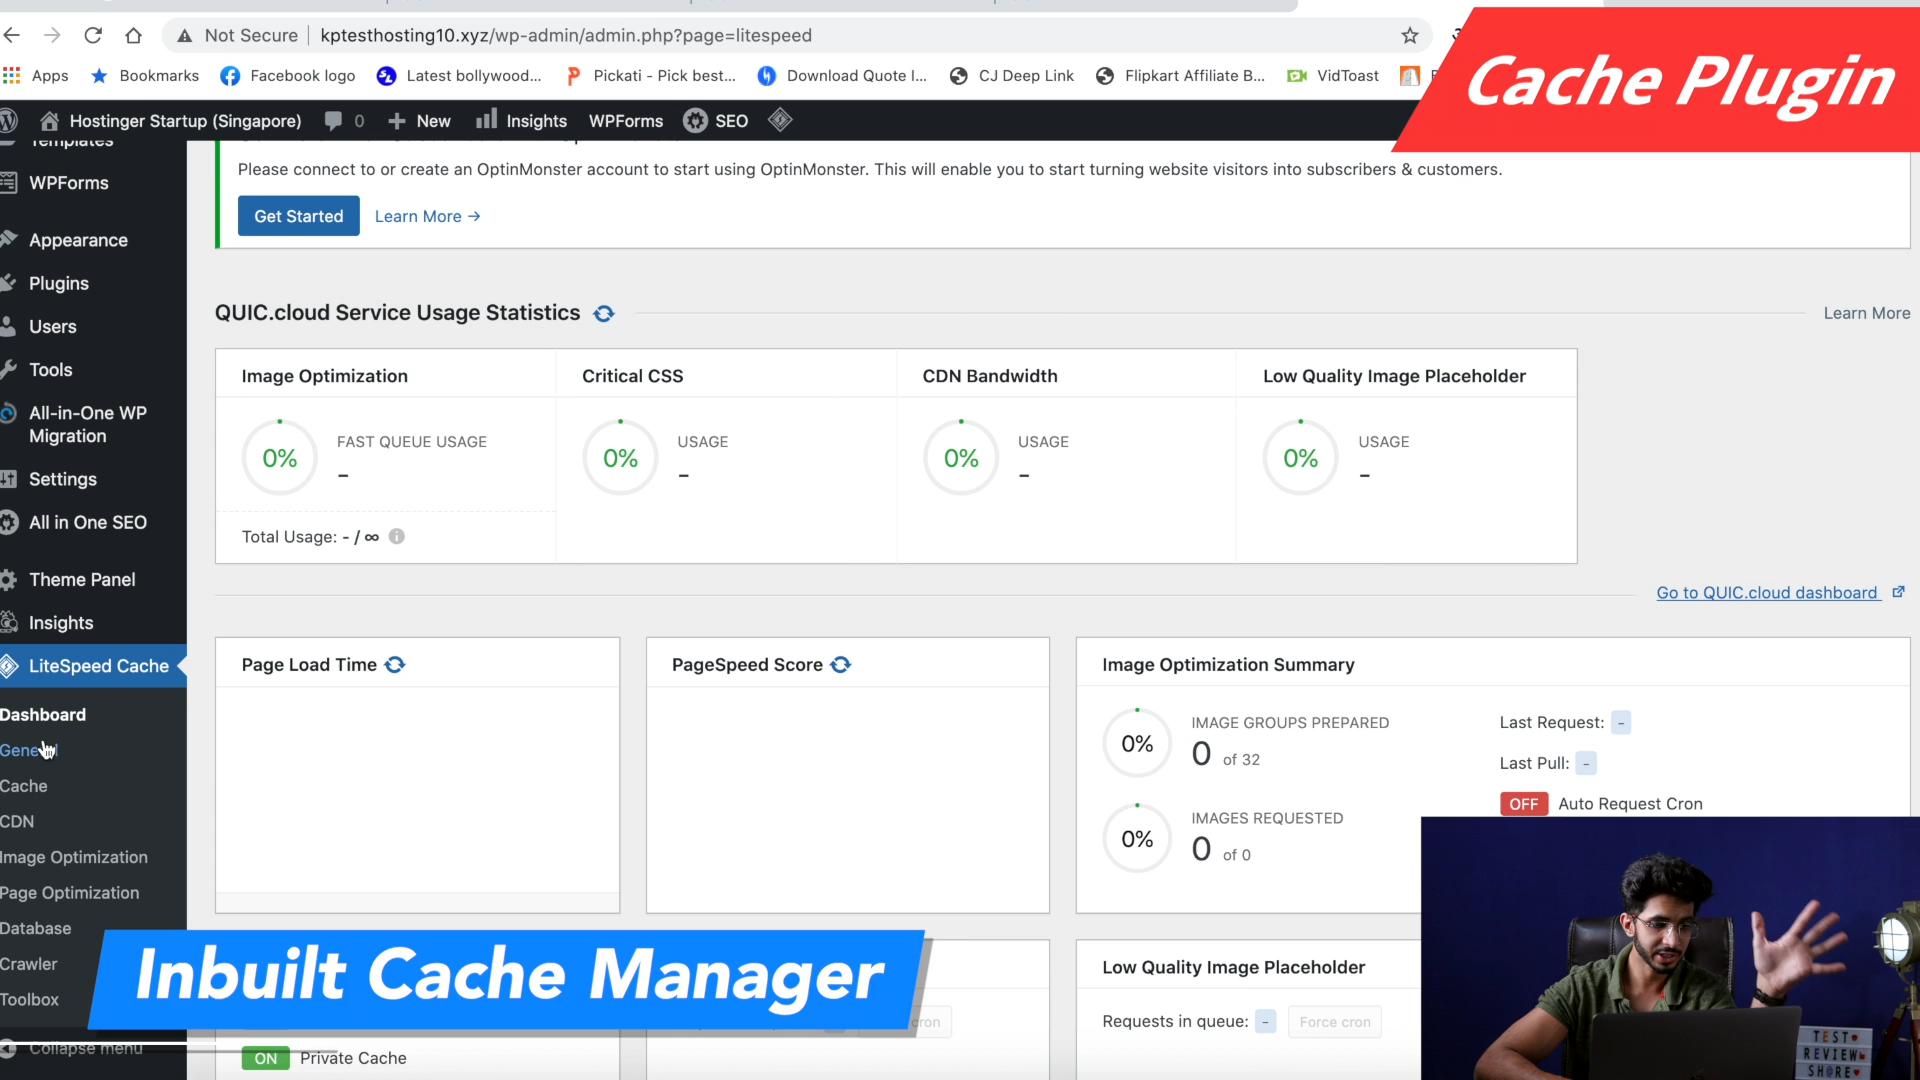 Not Secure
kptesthosting10.xyz/wp-admin/admin.php?page=litespeed
Apps
Bookmarks
Facebook logo
Latest bollywood...
Pickati - Pick best...
Download Quote I...
CJ Deep Link
Flipkart Affiliate B...
VidToast
Cache Plugin
Hostinger Startup (Singapore)
0
New
Insights
WPForms
SEO
Templates
WPForms
Appearance
Plugins
Users
Tools
All-in-One WP
Migration
Settings
All in One SEO
Theme Panel
Insights
LiteSpeed Cache
Dashboard
General
Cache
CDN
Image Optimization
Page Optimization
Database
Crawler
Toolbox
Collapse menu
Please connect to or create an OptinMonster account to start using OptinMonster. This will enable you to start turning website visitors into subscribers & customers.
Get Started
Learn More →
QUIC.cloud Service Usage Statistics
Learn More
Image Optimization
0%
FAST QUEUE USAGE
-
Total Usage: - / ∞
Critical CSS
0%
USAGE
-
CDN Bandwidth
0%
USAGE
-
Low Quality Image Placeholder
0%
USAGE
-
Go to QUIC.cloud dashboard
Page Load Time
PageSpeed Score
Image Optimization Summary
0%
IMAGE GROUPS PREPARED
0 of 32
0%
IMAGES REQUESTED
0 of 0
Last Request: -
Last Pull: -
OFF Auto Request Cron
Inbuilt Cache Manager
cron
ON Private Cache
Low Quality Image Placeholder
Requests in queue: - Force cron
TEST
REVIEW
SH@RE